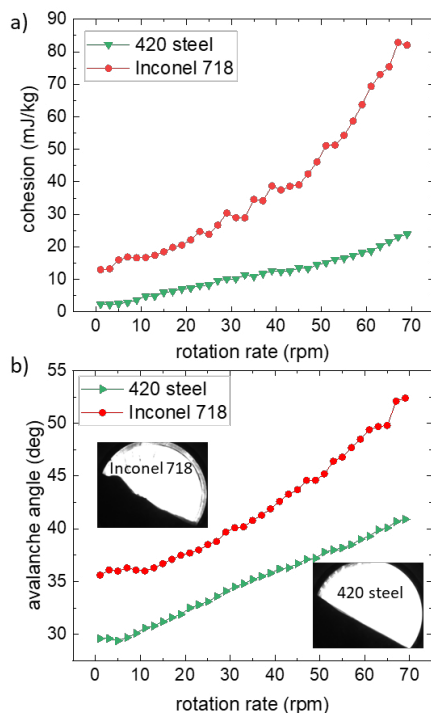 a)
90
80
70
60
50
40
30
20
10
0
cohesion (mJ/kg)
420 steel
Inconel 718
0 10 20 30 40 50 60 70
rotation rate (rpm)
b)
55
50
45
40
35
30
avalanche angle (deg)
420 steel
Inconel 718
Inconel 718
420 steel
0 10 20 30 40 50 60 70
rotation rate (rpm)